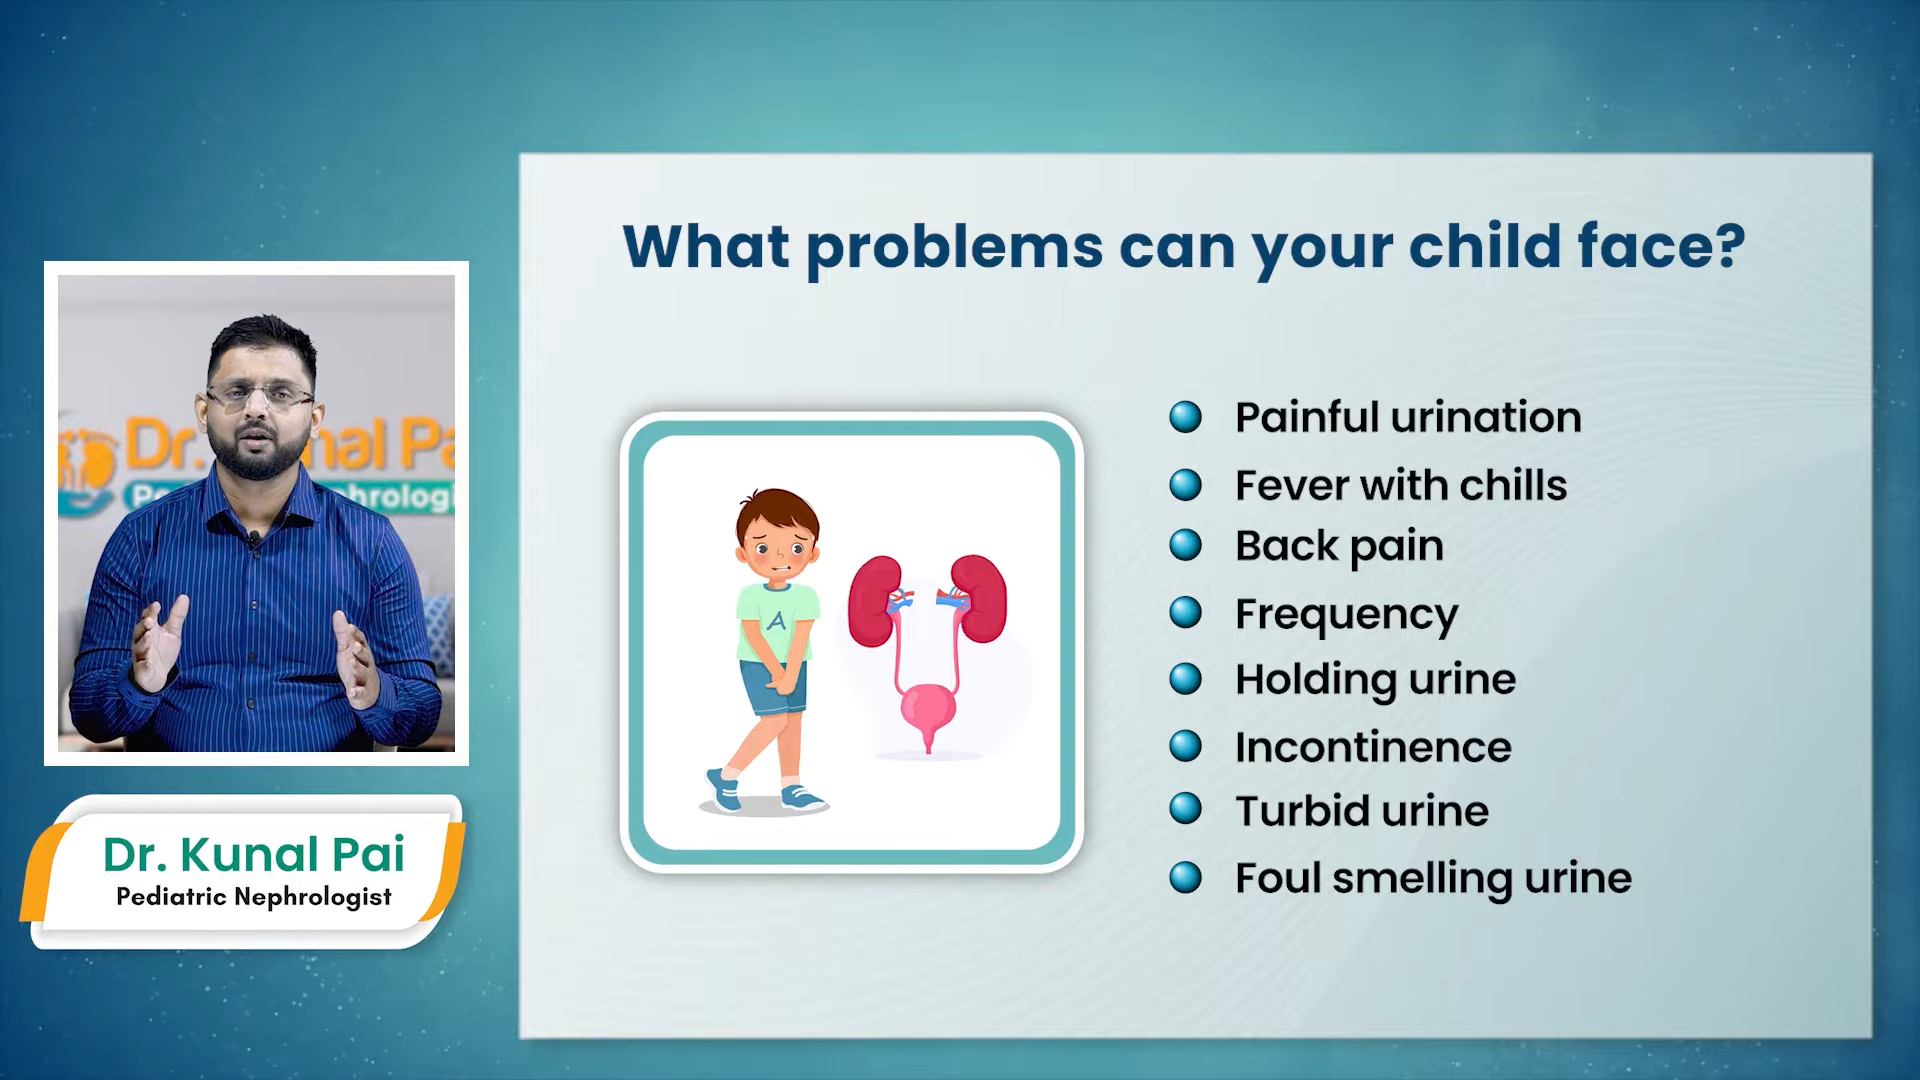 What problems can your child face?
Dr. Kunal Pai
Pediatric Nephrologist
A
Painful urination
Fever with chills
Back pain
Frequency
Holding urine
Incontinence
Turbid urine
Foul smelling urine
Dr.